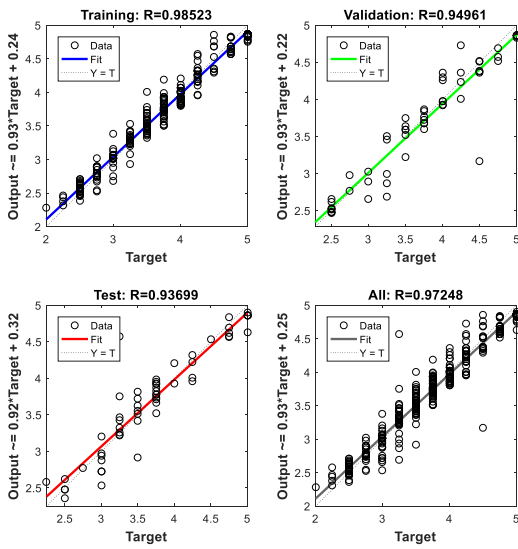 Training: R=0.98523
Output ~= 0.93*Target + 0.24
Data
Fit
Y = T
5
4.5
4
3.5
3
2.5
2
2
3
4
5
Target
Validation: R=0.94961
Output ~= 0.93*Target + 0.22
Data
Fit
Y = T
5
4.5
4
3.5
3
2.5
2.5
3
3.5
4
4.5
5
Target
Test: R=0.93699
Output ~= 0.92*Target + 0.32
Data
Fit
Y = T
5
4.5
4
3.5
3
2.5
2.5
3
3.5
4
4.5
5
Target
All: R=0.97248
Output ~= 0.93*Target + 0.25
Data
Fit
Y = T
5
4.5
4
3.5
3
2.5
2
2
3
4
5
Target